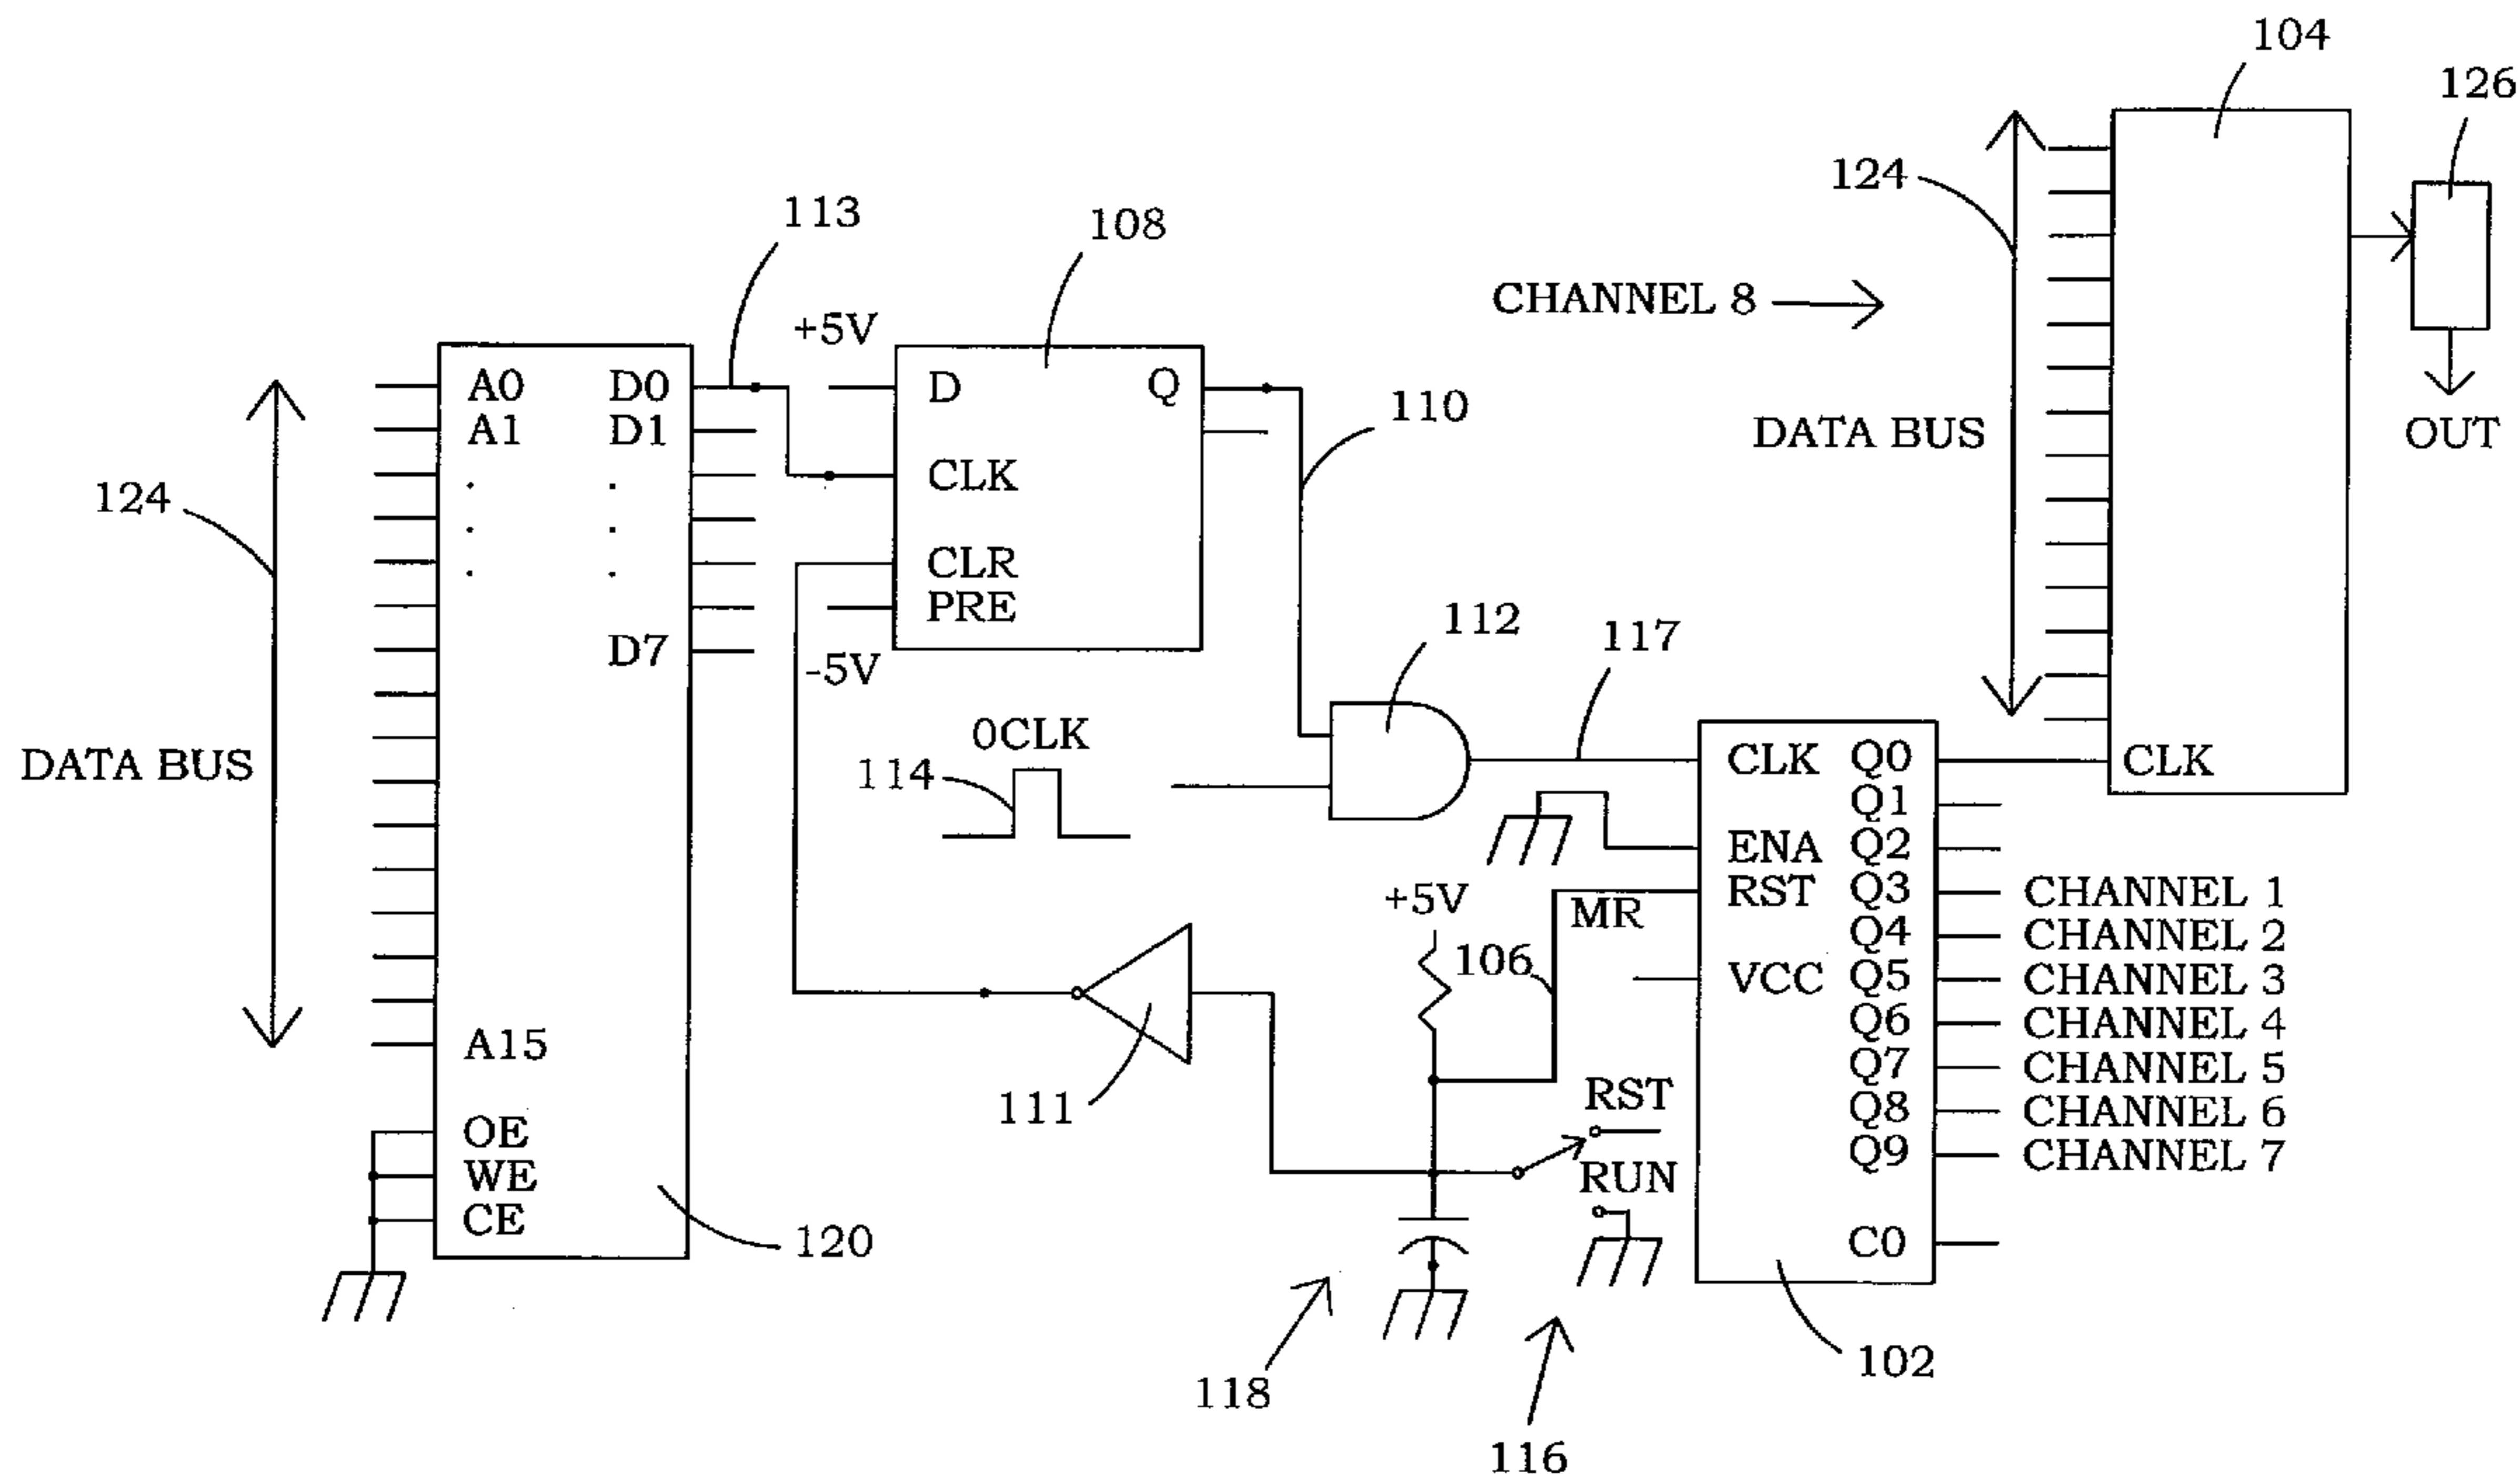 104
126
124
113
108
CHANNEL 8
+5V
A0 D0
D Q
A1 D1
110
DATA BUS
OUT
124
CLK
CLR
PRE
D7
-5V
112
117
0CLK
114
DATA BUS
CLK Q0
CLK
Q1
ENA Q2
+5V
RST Q3 CHANNEL 1
MR
Q4 CHANNEL 2
106
VCC Q5 CHANNEL 3
Q6 CHANNEL 4
A15
Q7 CHANNEL 5
111
RST
Q8 CHANNEL 6
OE
Q9 CHANNEL 7
WE
RUN
CE
120
C0
102
118
116